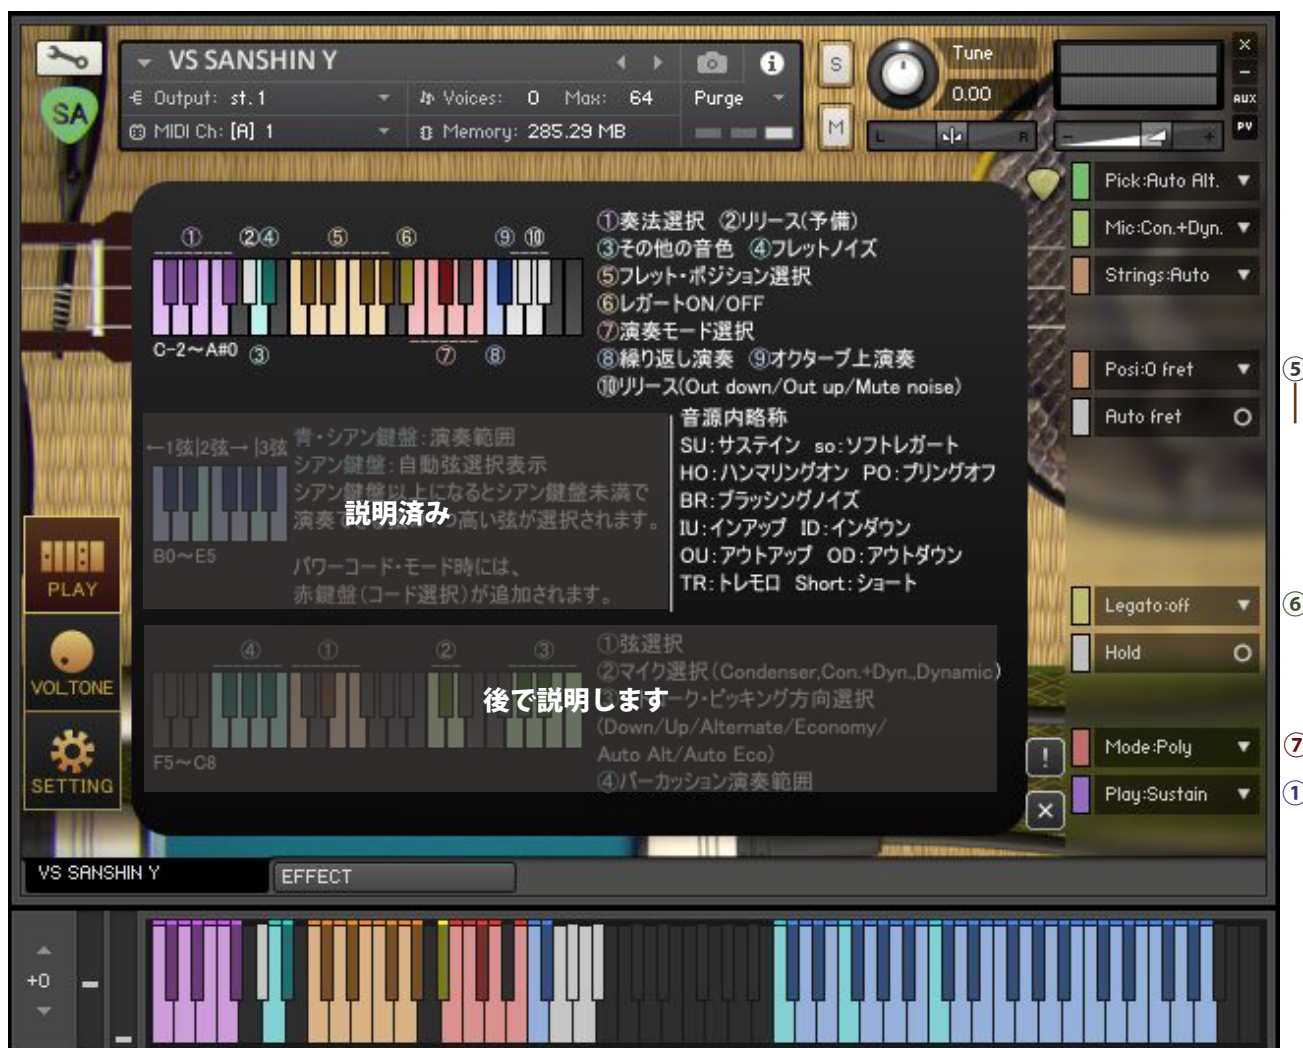 VS SANSHIN Y
Output: st.1
Voices: 0 Max: 64
Purge
MIDI Ch: [A] 1
Memory: 285.29 MB
SA
S
M
Tune
0.00
L
R
AUX
PV
①奏法選択 ②リリース(予備)
③その他の音色 ④フレットノイズ
⑤フレット・ポジション選択
⑥レガートON/OFF
⑦演奏モード選択
⑧繰り返し演奏 ⑨オクターブ上演奏
⑩リリース(Out down/Out up/Mute noise)
① ②④ ⑤ ⑥ ⑨ ⑩
C-2~A#0 ③ ⑦ ⑧
音源内略称
SU:サステイン so:ソフトレガート
HO:ハンマリングオン PO:プリングオフ
BR:ブラッシングノイズ
IU:インアップ ID:インダウン
OU:アウトアップ OD:アウトダウン
TR:トレモロ Short:ショート
←1弦|2弦→|3弦
B0~E5
青・シアン鍵盤:演奏範囲
シアン鍵盤:自動弦選択表示
シアン鍵盤以上になるとシアン鍵盤未満で
演奏で 高い弦が選択されます。
説明済み
パワーコード・モード時には、
赤鍵盤(コード選択)が追加されます。
④ ① ② ③
F5~C8
①弦選択
②マイク選択(Condenser,Con.+Dyn.,Dynamic)
③ ーク・ピッキング方向選択
後で説明します
(Down/Up/Alternate/Economy/
Auto Alt/Auto Eco)
④パーカッション演奏範囲
PLAY
VOL.TONE
SETTING
Pick:Auto Alt.
Mic:Con.+Dyn.
Strings:Auto
Posi:0 fret
⑤
Auto fret
Legato:off
⑥
Hold
Mode:Poly
⑦
Play:Sustain
①
VS SANSHIN Y
EFFECT
+0